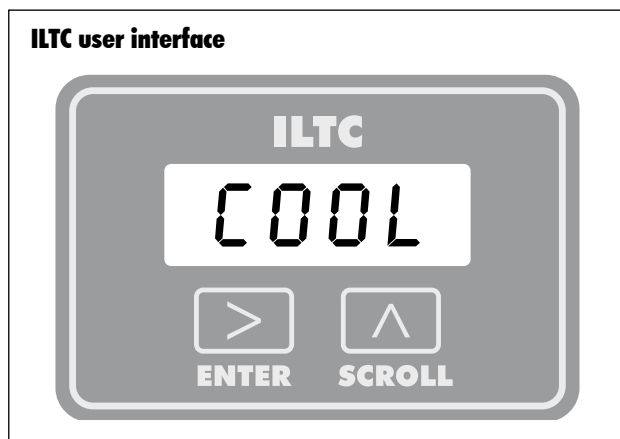 ILTC user interface
ILTC
COOL
> ∧
ENTER SCROLL